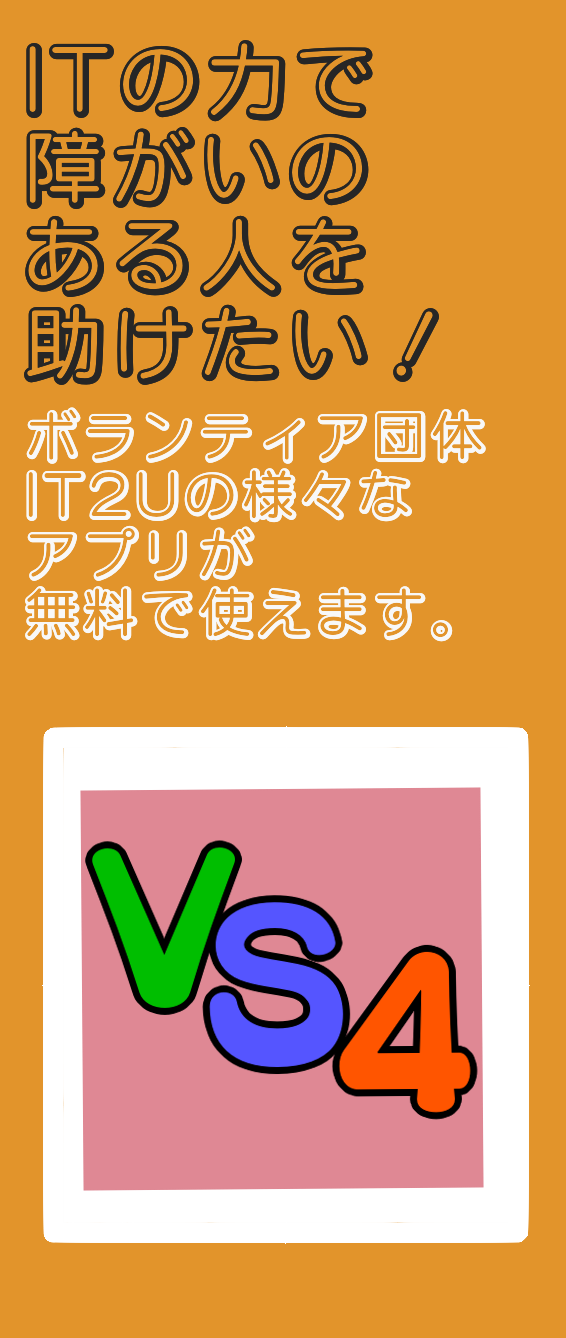 ITの力で
障がいの
ある人を
助けたい！
ボランティア団体
IT2Uの様々な
アプリが
無料で使えます。
VS4